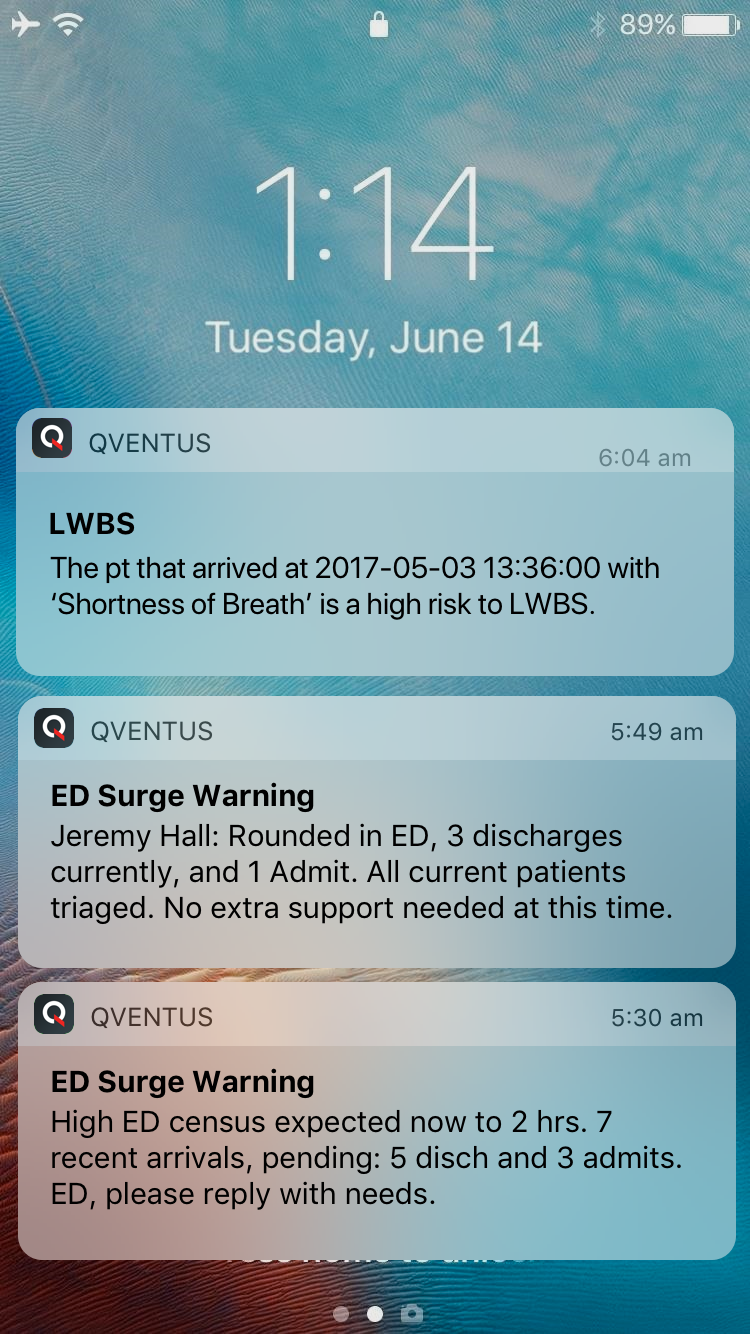 89%
1:14
Tuesday, June 14
QVENTUS
6:04 am
LWBS
The pt that arrived at 2017-05-03 13:36:00 with
‘Shortness of Breath’ is a high risk to LWBS.
QVENTUS
5:49 am
ED Surge Warning
Jeremy Hall: Rounded in ED, 3 discharges
currently, and 1 Admit. All current patients
triaged. No extra support needed at this time.
QVENTUS
5:30 am
ED Surge Warning
High ED census expected now to 2 hrs. 7
recent arrivals, pending: 5 disch and 3 admits.
ED, please reply with needs.